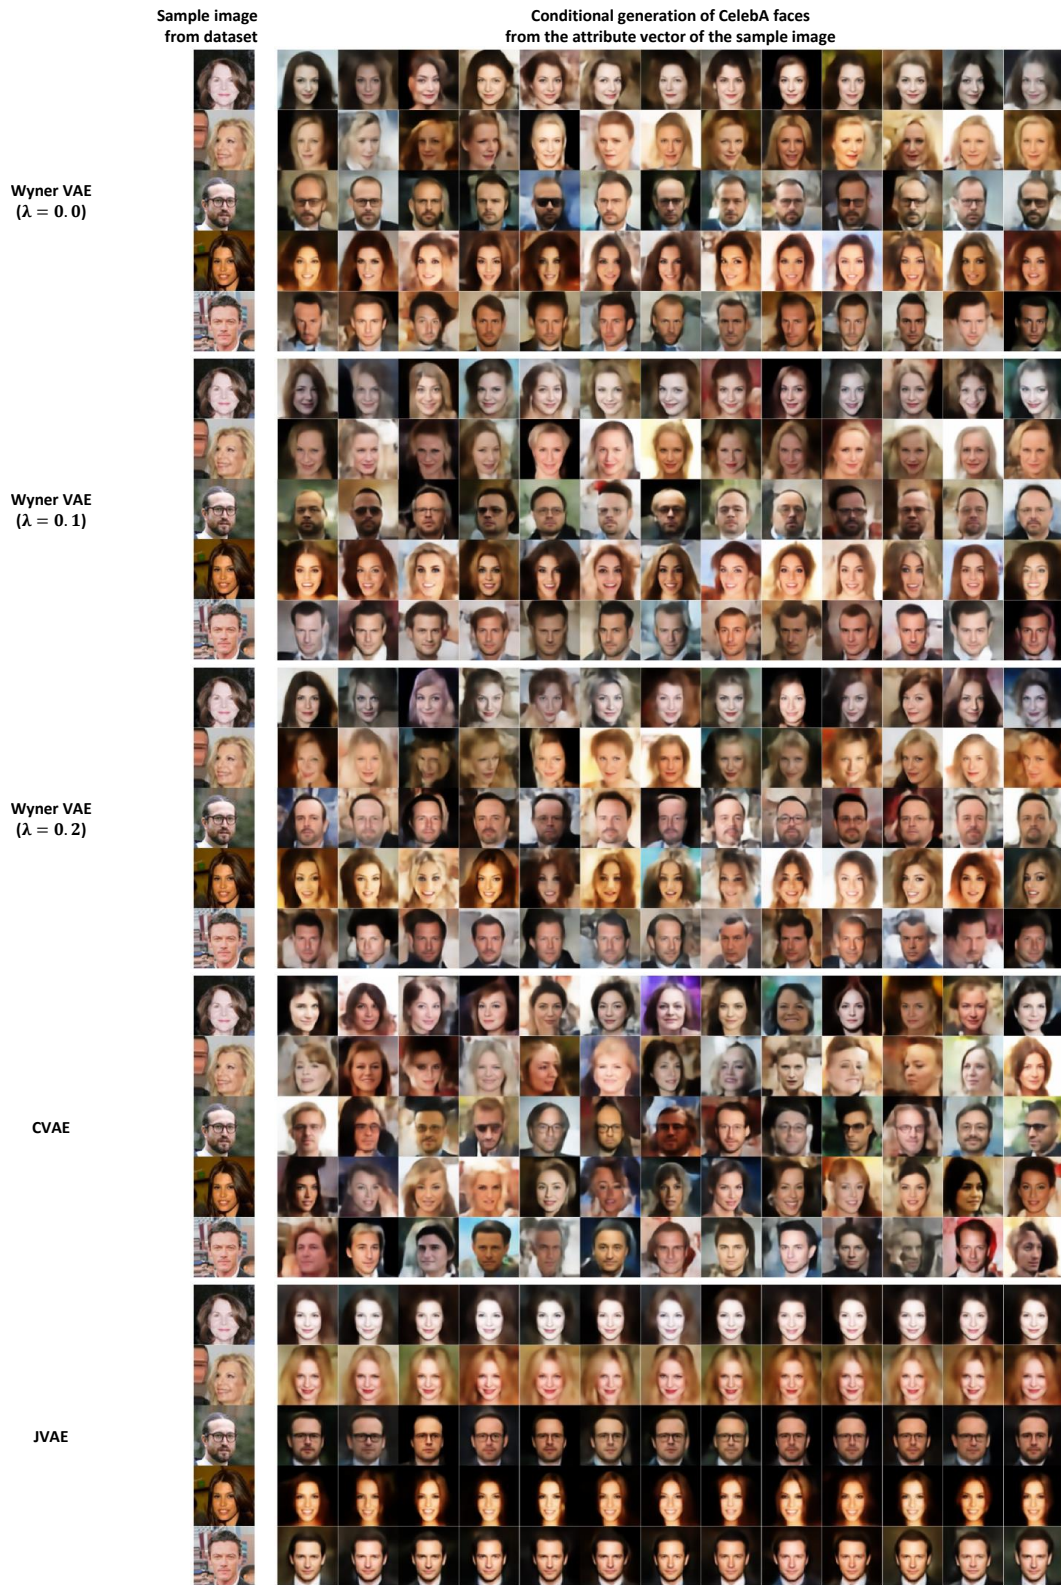 Sample image
from dataset
Conditional generation of CelebA faces
from the attribute vector of the sample image
Wyner VAE
(λ = 0.0)
Wyner VAE
(λ = 0.1)
Wyner VAE
(λ = 0.2)
CVAE
JVAE